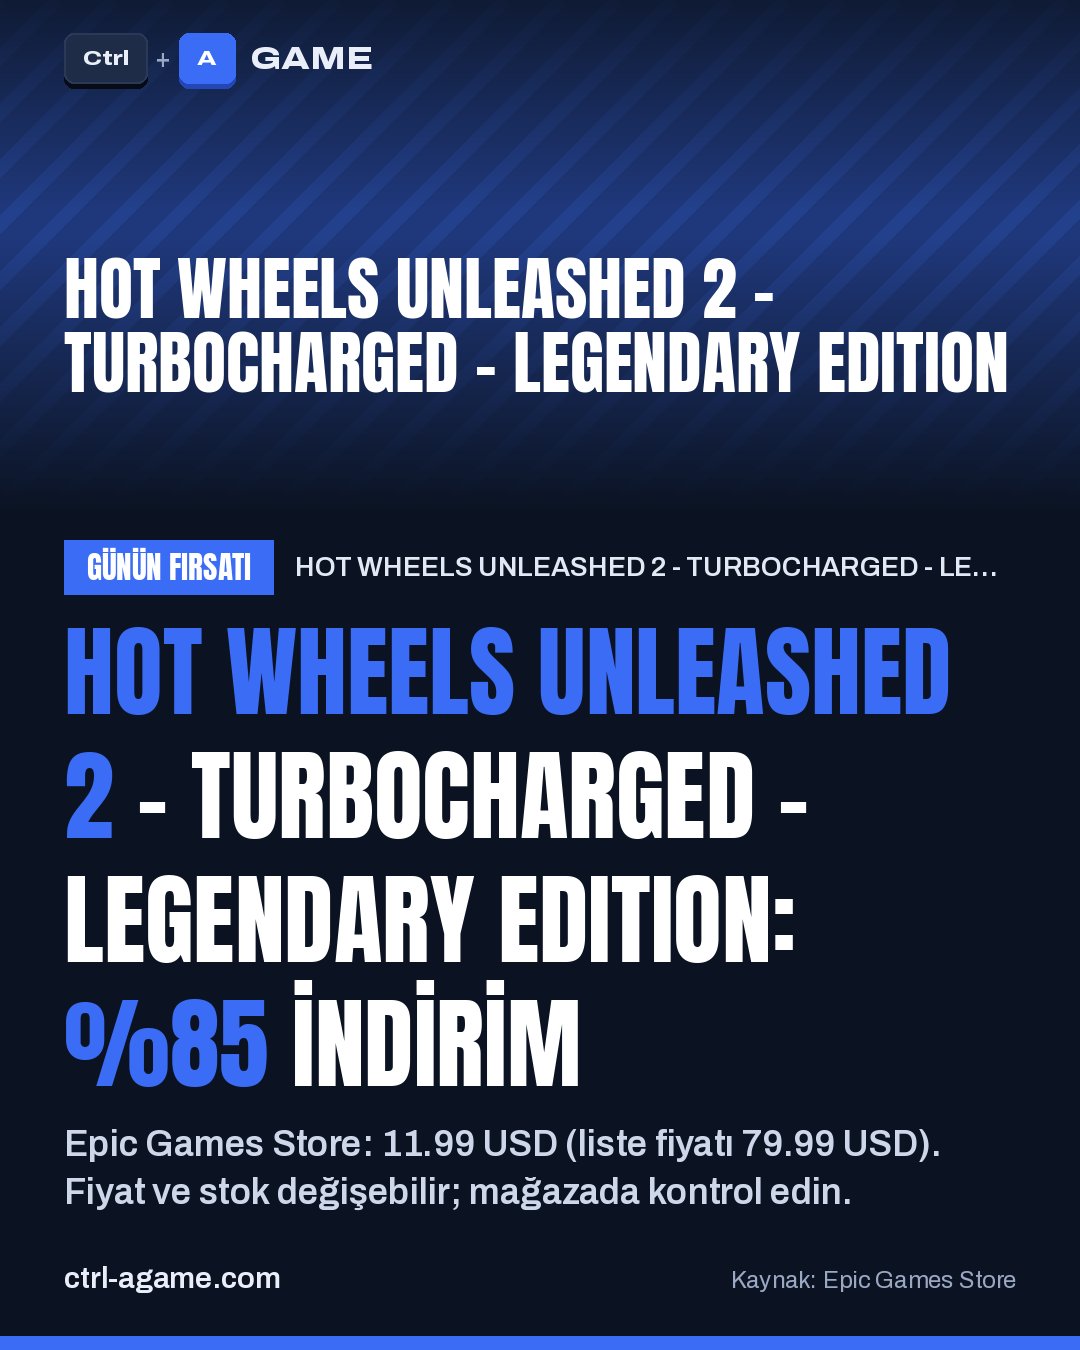 Ctrl + A GAME
HOT WHEELS UNLEASHED 2 -
TURBOCHARGED - LEGENDARY EDITION
GÜNÜN FIRSATI HOT WHEELS UNLEASHED 2 - TURBOCHARGED - LE...
HOT WHEELS UNLEASHED
2 - TURBOCHARGED -
LEGENDARY EDITION:
%85 İNDİRİM
Epic Games Store: 11.99 USD (liste fiyatı 79.99 USD).
Fiyat ve stok değişebilir; mağazada kontrol edin.
ctrl-agame.com Kaynak: Epic Games Store